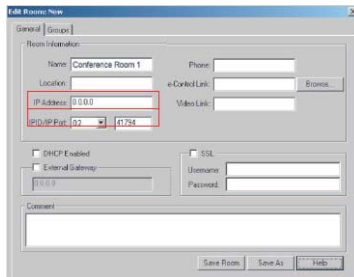 Edit Room: New
General Groups
Room Information
Name: Conference Room 1
Phone:
Location:
e-Control Link:
Browse...
IP Address: 0.0.0.0
Video Link:
IPID/IP Port: 02 41794
DHCP Enabled
SSL
External Gateway
Username:
0.0.0.0
Password:
Comment
Save Room Save As Help